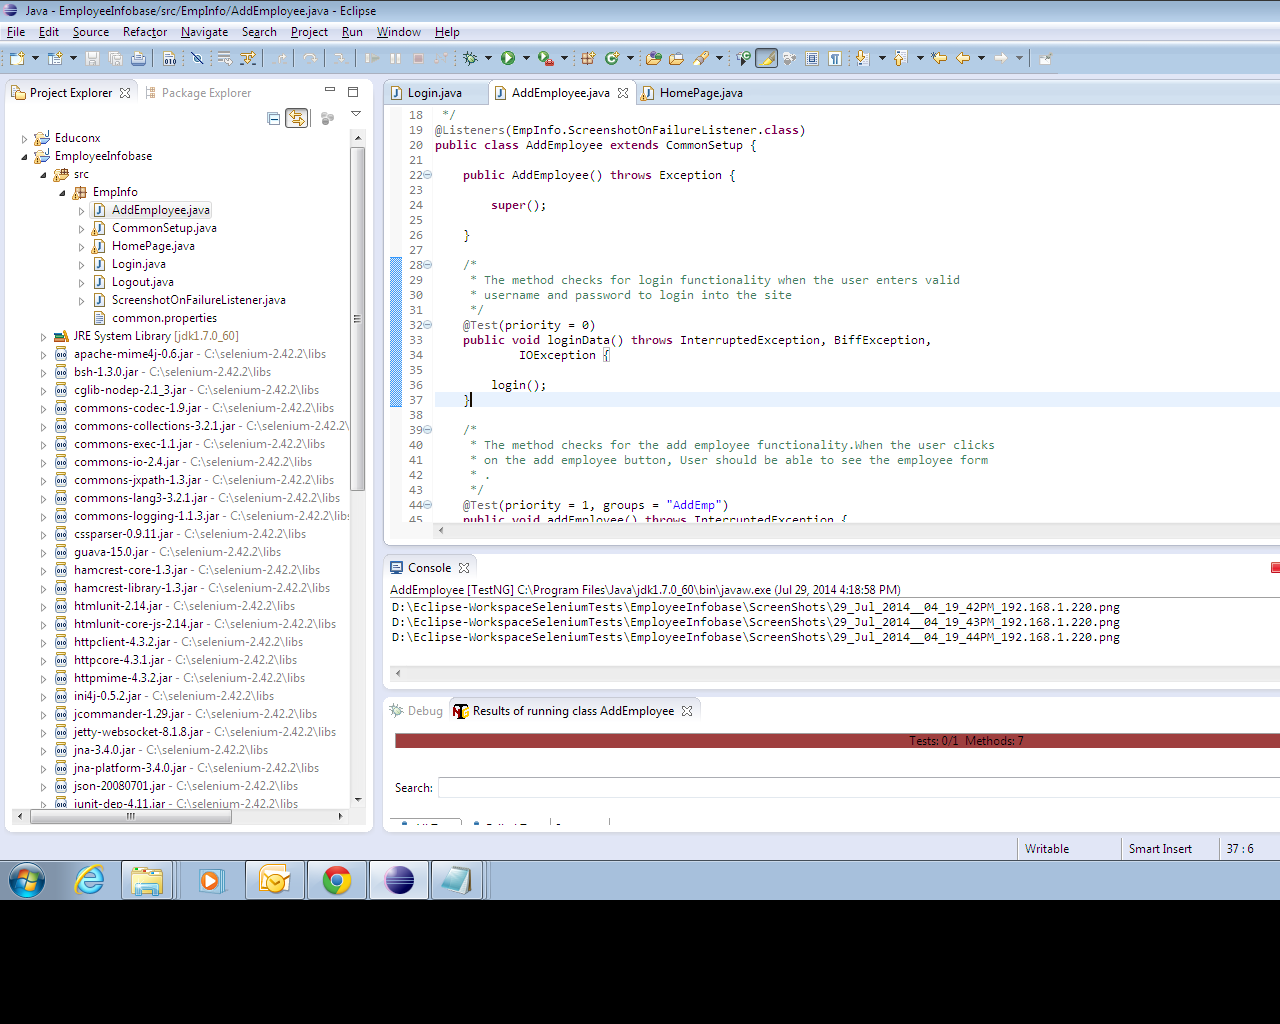 Java - EmployeeInfobase/src/EmpInfo/AddEmployee.java - Eclipse
File Edit Source Refactor Navigate Search Project Run Window Help
Project Explorer Package Explorer
Educonx
EmployeeInfobase
src
EmpInfo
AddEmployee.java
CommonSetup.java
HomePage.java
Login.java
Logout.java
ScreenshotOnFailureListener.java
common.properties
JRE System Library [jdk1.7.0_60]
apache-mime4j-0.6.jar - C:\selenium-2.42.2\libs
bsh-1.3.0.jar - C:\selenium-2.42.2\libs
cglib-nodep-2.1_3.jar - C:\selenium-2.42.2\libs
commons-codec-1.9.jar - C:\selenium-2.42.2\libs
commons-collections-3.2.1.jar - C:\selenium-2.42.2\
commons-exec-1.1.jar - C:\selenium-2.42.2\libs
commons-io-2.4.jar - C:\selenium-2.42.2\libs
commons-jxpath-1.3.jar - C:\selenium-2.42.2\libs
commons-lang3-3.2.1.jar - C:\selenium-2.42.2\libs
commons-logging-1.1.3.jar - C:\selenium-2.42.2\libs
cssparser-0.9.11.jar - C:\selenium-2.42.2\libs
guava-15.0.jar - C:\selenium-2.42.2\libs
hamcrest-core-1.3.jar - C:\selenium-2.42.2\libs
hamcrest-library-1.3.jar - C:\selenium-2.42.2\libs
htmlunit-2.14.jar - C:\selenium-2.42.2\libs
htmlunit-core-js-2.14.jar - C:\selenium-2.42.2\libs
httpclient-4.3.2.jar - C:\selenium-2.42.2\libs
httpcore-4.3.1.jar - C:\selenium-2.42.2\libs
httpmime-4.3.2.jar - C:\selenium-2.42.2\libs
ini4j-0.5.2.jar - C:\selenium-2.42.2\libs
jcommander-1.29.jar - C:\selenium-2.42.2\libs
jetty-websocket-8.1.8.jar - C:\selenium-2.42.2\libs
jna-3.4.0.jar - C:\selenium-2.42.2\libs
jna-platform-3.4.0.jar - C:\selenium-2.42.2\libs
json-20080701.jar - C:\selenium-2.42.2\libs
junit-dep-4.11.jar - C:\selenium-2.42.2\libs
Login.java AddEmployee.java HomePage.java
18 */
19 @Listeners(EmpInfo.ScreenshotOnFailureListener.class)
20 public class AddEmployee extends CommonSetup {
21
22 public AddEmployee() throws Exception {
23
24 super();
25
26 }
27
28 /*
29 * The method checks for login functionality when the user enters valid
30 * username and password to login into the site
31 */
32 @Test(priority = 0)
33 public void loginData() throws InterruptedException, BiffException,
34 IOException {
35
36 login();
37 }
38
39 /*
40 * The method checks for the add employee functionality.When the user clicks
41 * on the add employee button, User should be able to see the employee form
42 * .
43 */
44 @Test(priority = 1, groups = "AddEmp")
45 public void addEmployee() throws InterruptedException {
Console
AddEmployee [TestNG] C:\Program Files\Java\jdk1.7.0_60\bin\javaw.exe (Jul 29, 2014 4:18:58 PM)
D:\Eclipse-WorkspaceSeleniumTests\EmployeeInfobase\ScreenShots\29_Jul_2014__04_19_42PM_192.168.1.220.png
D:\Eclipse-WorkspaceSeleniumTests\EmployeeInfobase\ScreenShots\29_Jul_2014__04_19_43PM_192.168.1.220.png
D:\Eclipse-WorkspaceSeleniumTests\EmployeeInfobase\ScreenShots\29_Jul_2014__04_19_44PM_192.168.1.220.png
Debug Results of running class AddEmployee
Tests: 0/1 Methods: 7
Search:
Writable Smart Insert 37 : 6